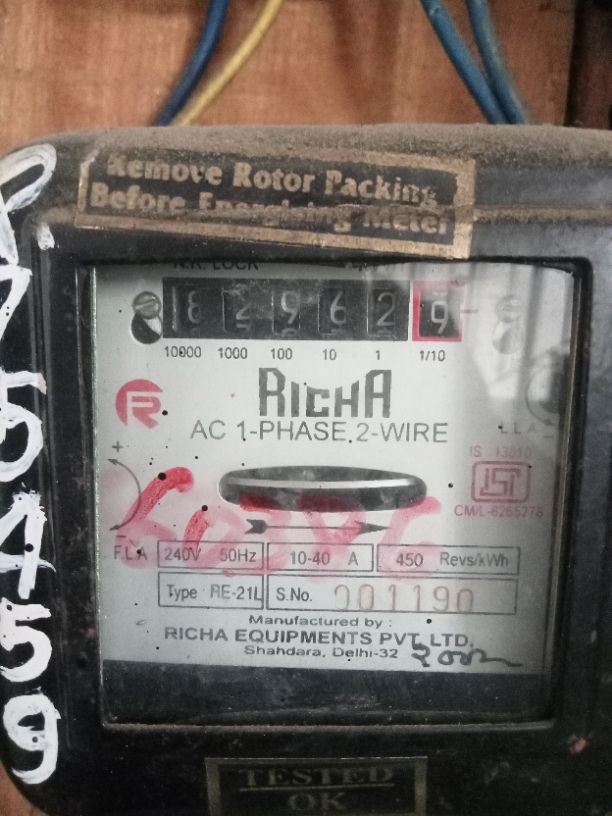 Remove Rotor Packing
Before Energising Meter
8 2 9 6 2 9
10000 1000 100 10 1 1/10
RICHA
AC 1-PHASE 2-WIRE
L L A
IS 13010
CM/L-8265278
+
-
F.L.A 240V 50Hz 10-40 A 450 Revs/kWh
Type RE-21L S.No. 001190
Manufactured by :
RICHA EQUIPMENTS PVT. LTD.
Shahdara, Delhi-32
TESTED
OK